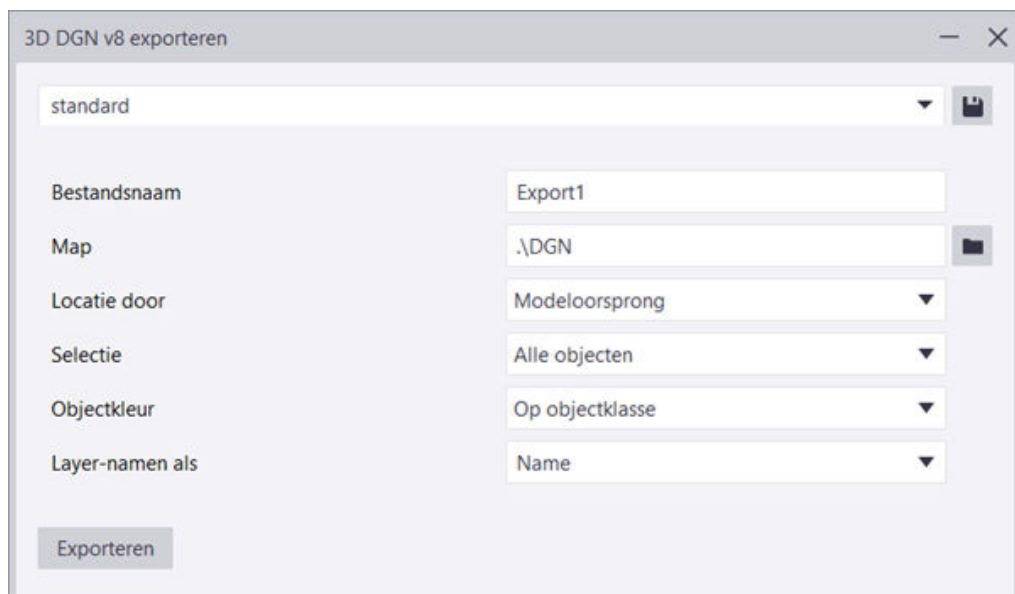 3D DGN v8 exporteren
standard
Bestandsnaam Export1
Map .\DGN
Locatie door Modeloorsprong
Selectie Alle objecten
Objectkleur Op objectklasse
Layer-namen als Name
Exporteren